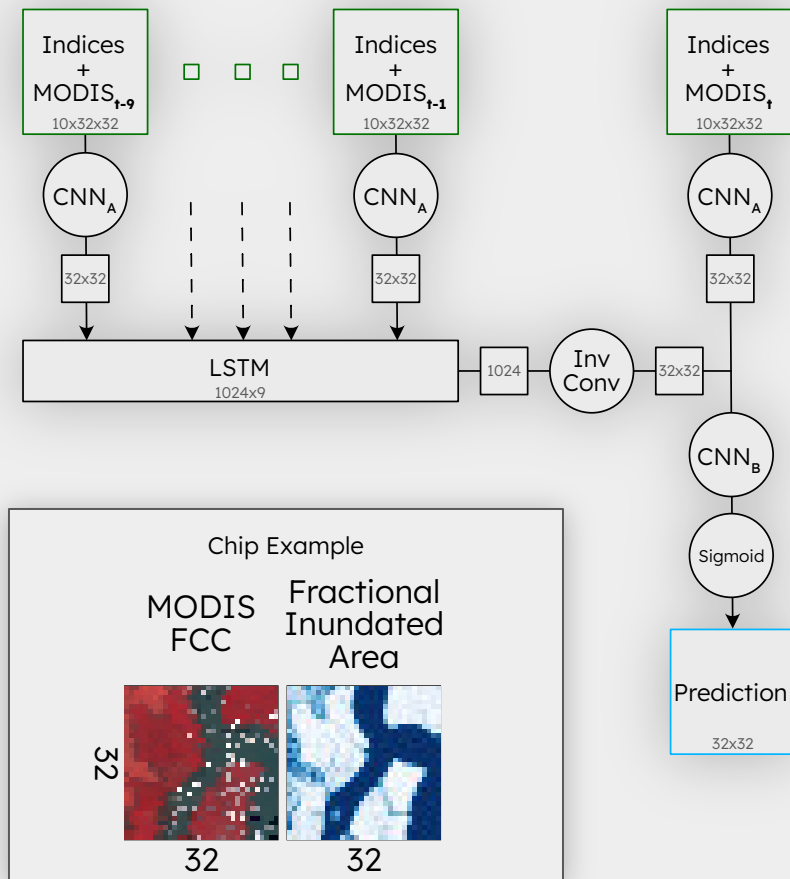 Indices
+
MODISt-9
10x32x32
Indices
+
MODISt-1
10x32x32
Indices
+
MODISt
10x32x32
CNNA
CNNA
CNNA
32x32
32x32
32x32
LSTM
1024x9
1024
Inv
Conv
32x32
CNNB
Sigmoid
Prediction
32x32
Chip Example
MODIS
FCC
Fractional
Inundated
Area
32
32
32